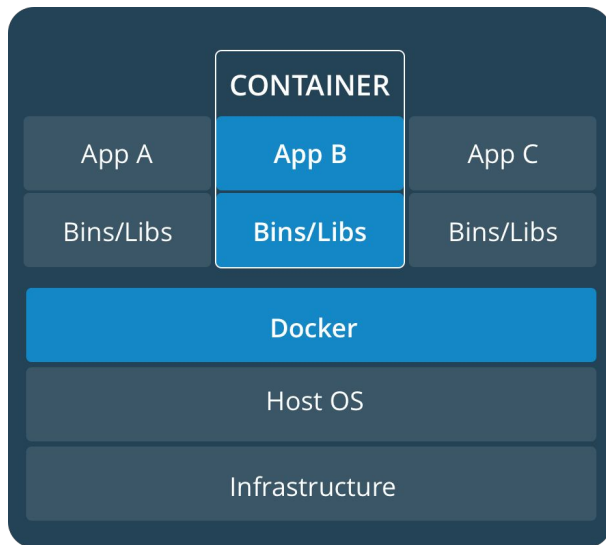 CONTAINER
App A App B App C
Bins/Libs Bins/Libs Bins/Libs
Docker
Host OS
Infrastructure